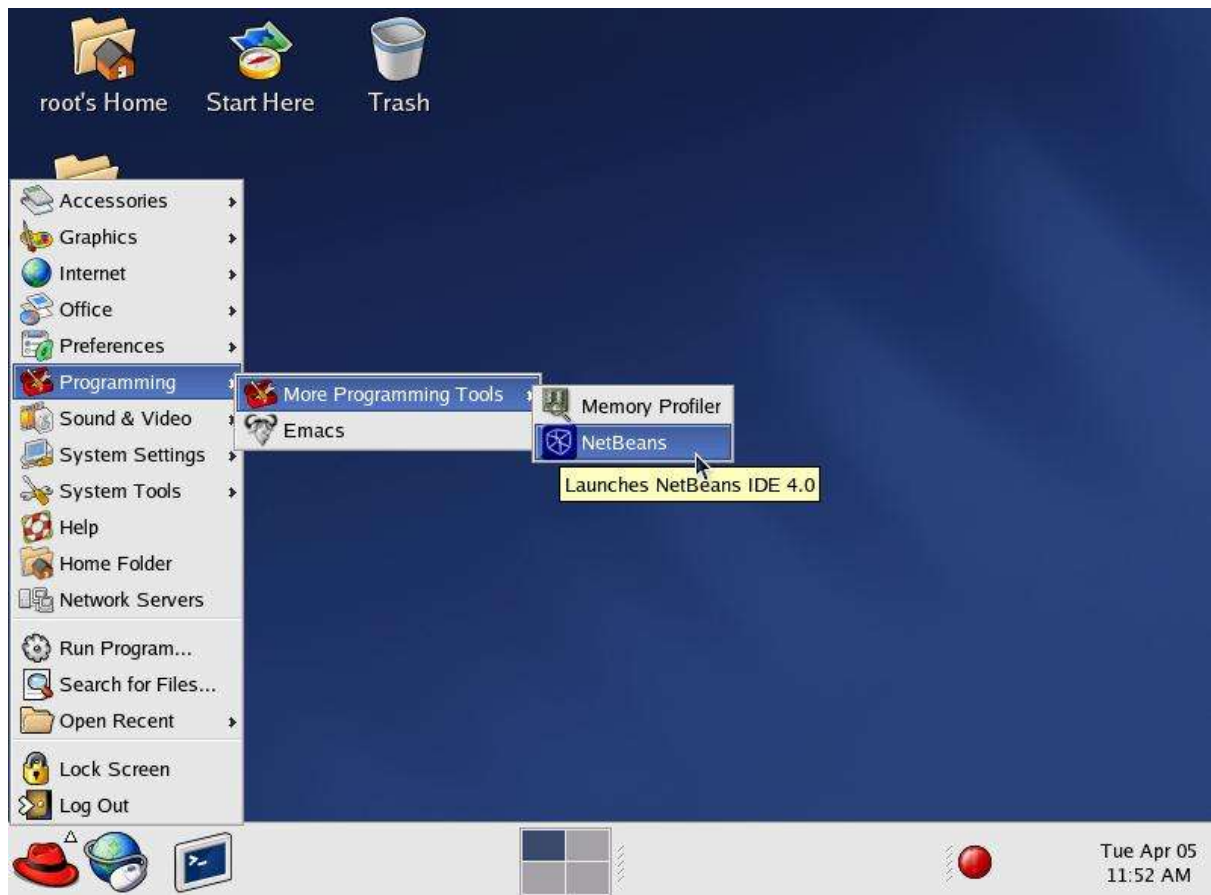 root's Home
Start Here
Trash
Accessories
Graphics
Internet
Office
Preferences
Programming
Sound & Video
System Settings
System Tools
Help
Home Folder
Network Servers
Run Program...
Search for Files...
Open Recent
Lock Screen
Log Out
More Programming Tools
Emacs
Memory Profiler
NetBeans
Launches NetBeans IDE 4.0
Tue Apr 05
11:52 AM